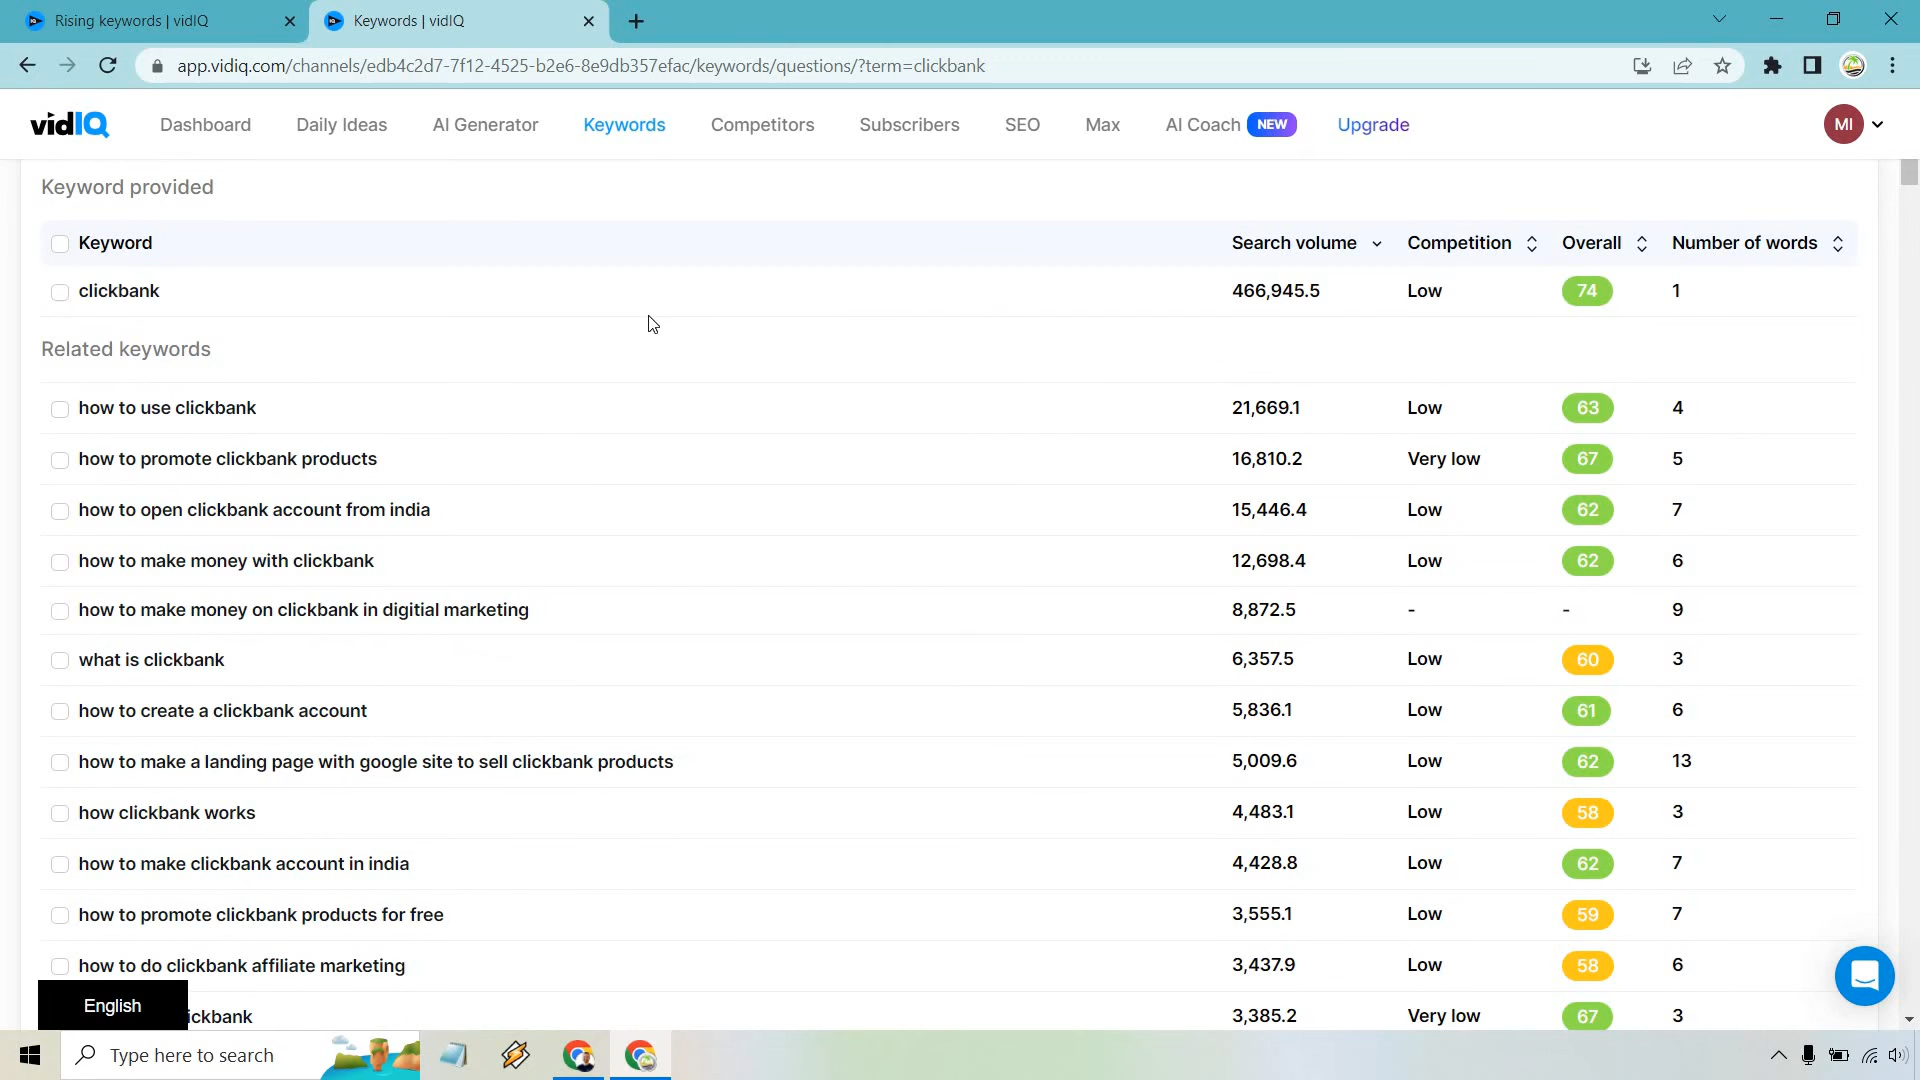 Rising keywords | vidIQ
Keywords | vidIQ
app.vidiq.com/channels/edb4c2d7-7f12-4525-b2e6-8e9db357efac/keywords/questions/?term=clickbank
vidIQ Dashboard Daily Ideas AI Generator Keywords Competitors Subscribers SEO Max AI Coach NEW Upgrade MI
Keyword provided
Keyword Search volume Competition Overall Number of words
clickbank 466,945.5 Low 74 1
Related keywords
how to use clickbank 21,669.1 Low 63 4
how to promote clickbank products 16,810.2 Very low 67 5
how to open clickbank account from india 15,446.4 Low 62 7
how to make money with clickbank 12,698.4 Low 62 6
how to make money on clickbank in digitial marketing 8,872.5 - - 9
what is clickbank 6,357.5 Low 60 3
how to create a clickbank account 5,836.1 Low 61 6
how to make a landing page with google site to sell clickbank products 5,009.6 Low 62 13
how clickbank works 4,483.1 Low 58 3
how to make clickbank account in india 4,428.8 Low 62 7
how to promote clickbank products for free 3,555.1 Low 59 7
how to do clickbank affiliate marketing 3,437.9 Low 58 6
ickbank 3,385.2 Very low 67 3
English
Type here to search